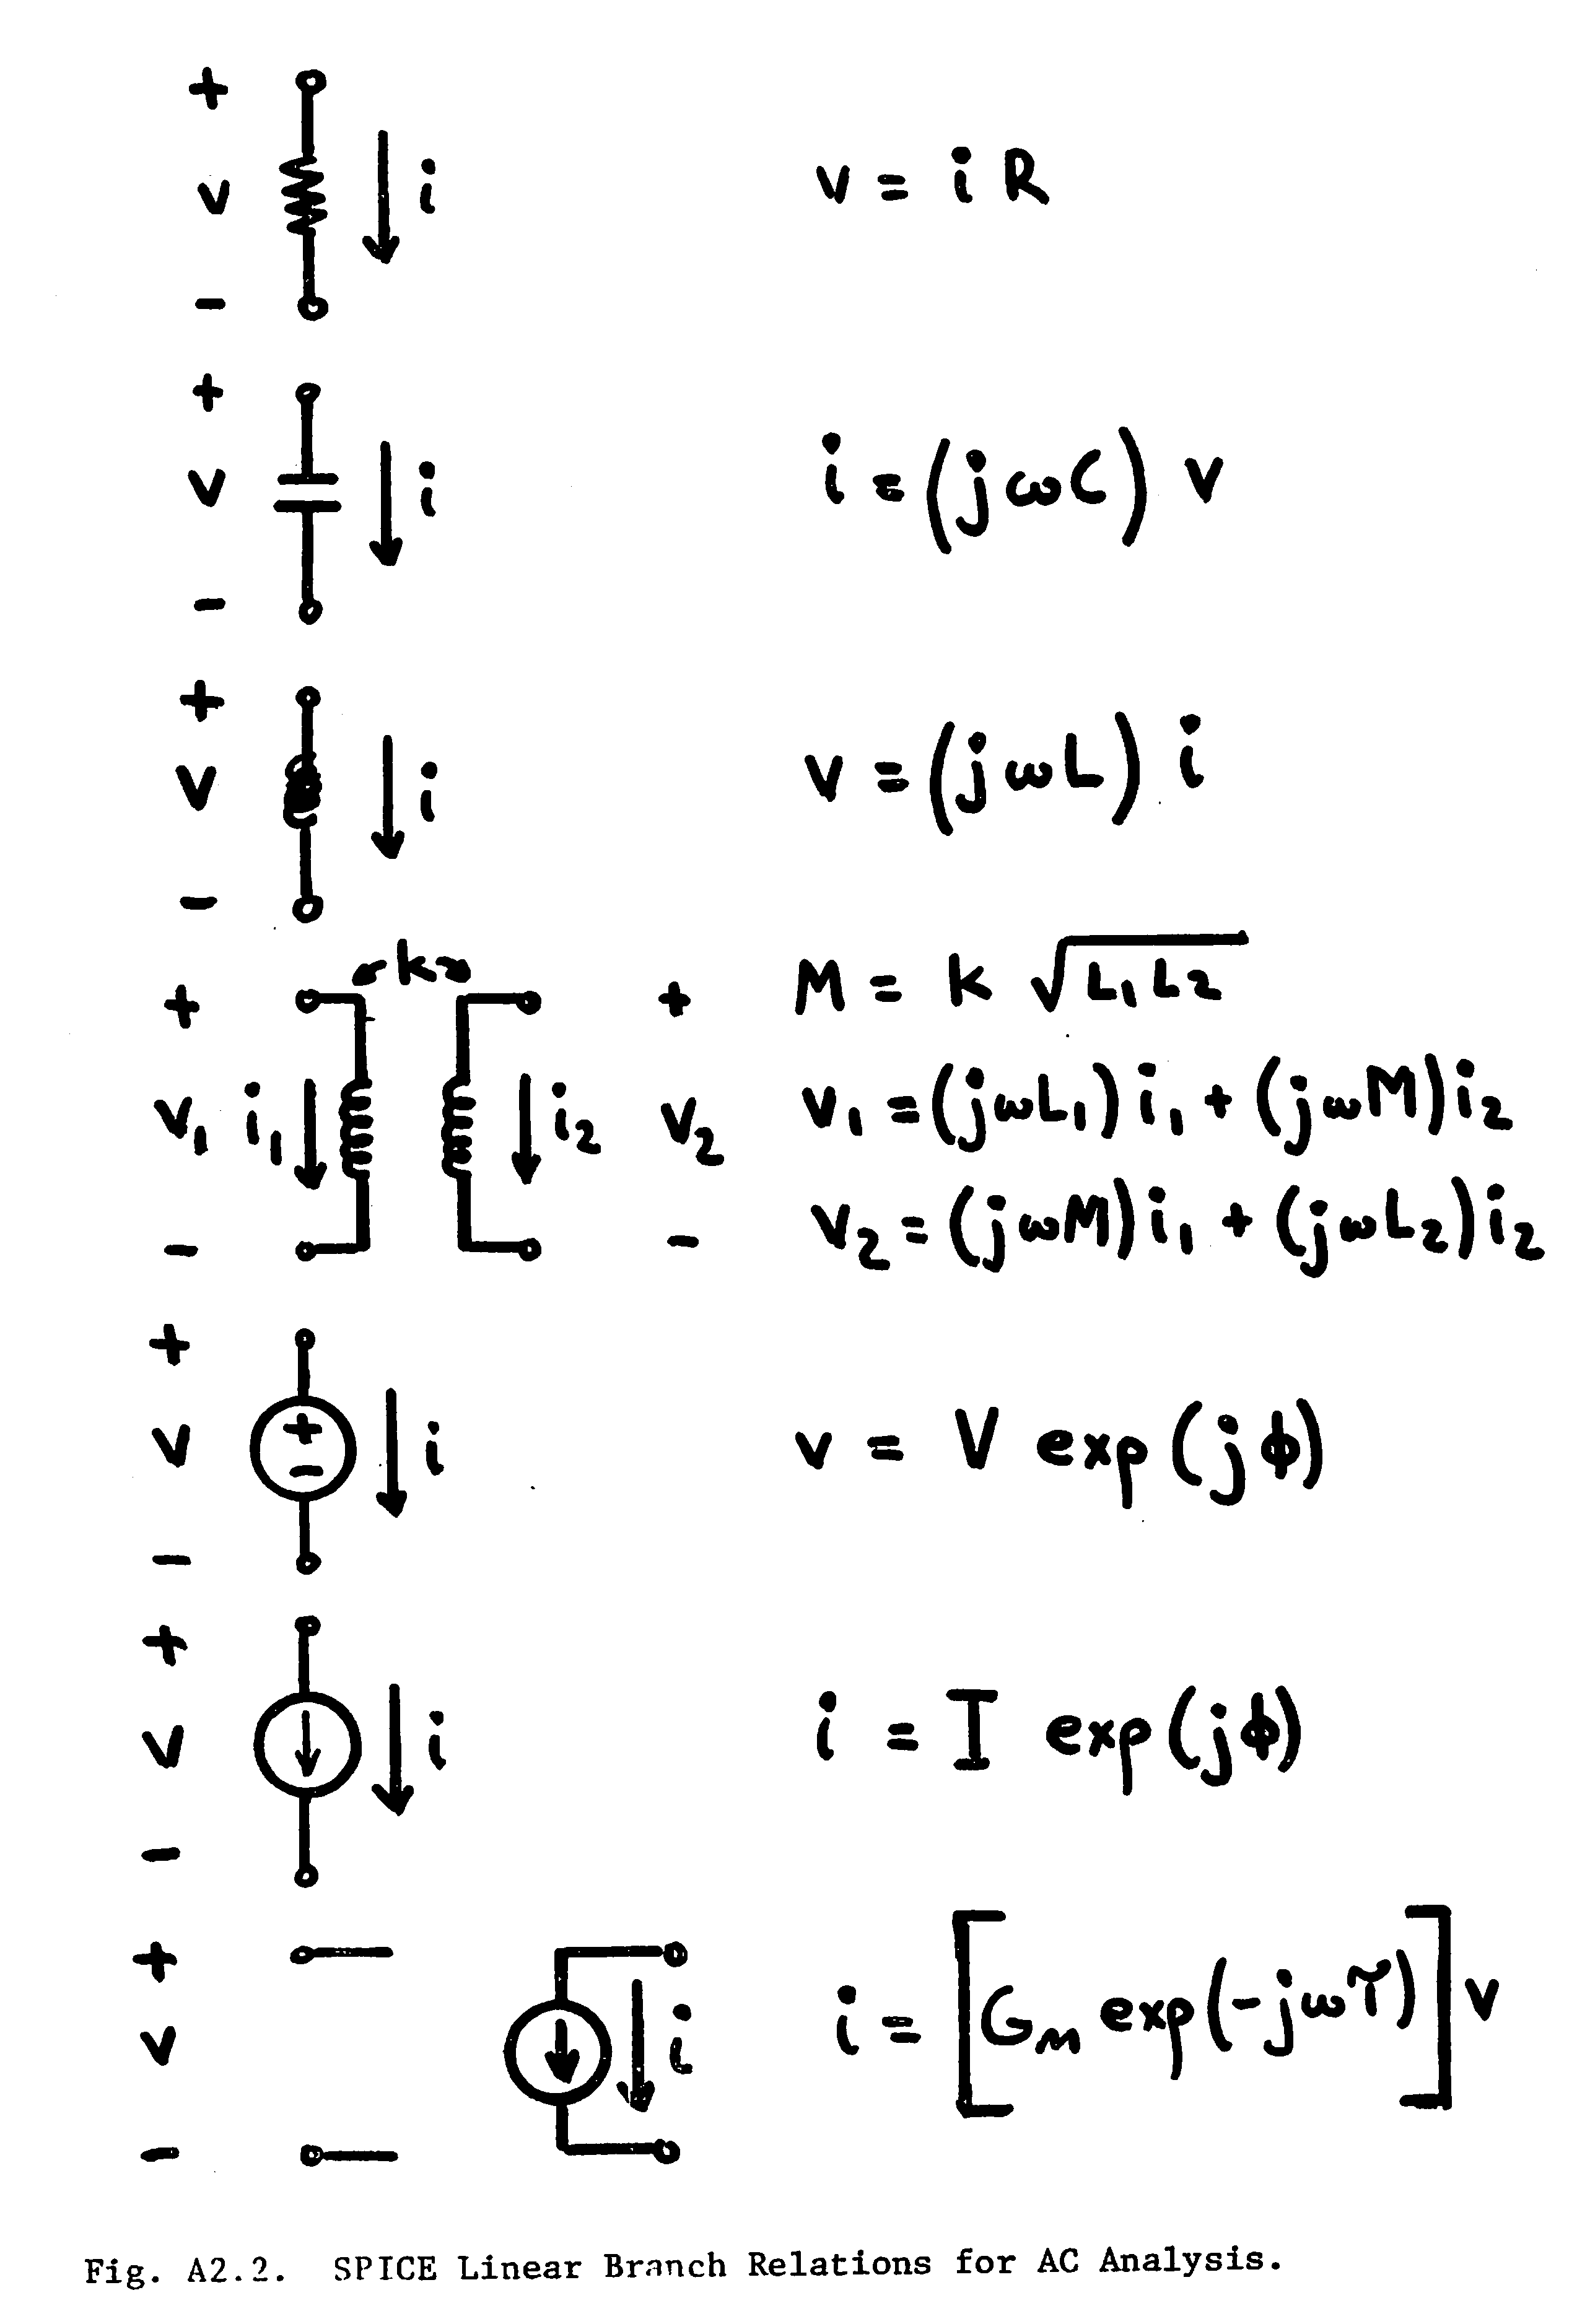 +
v i v = i R
-
+
v i i = (jωC) v
-
+
v i v = (jωL) i
-
k M = k √L₁L₂
+ +
v₁ i₁ i₂ v₂ v₁ = (jωL₁)i₁ + (jωM)i₂
- - v₂ = (jωM)i₁ + (jωL₂)i₂
+
v + - i v = V exp(jϕ)
-
+
v i i = I exp(jϕ)
-
+
v i i = [Gm exp(-jωτ)]v
-
Fig. A2.2. SPICE Linear Branch Relations for AC Analysis.